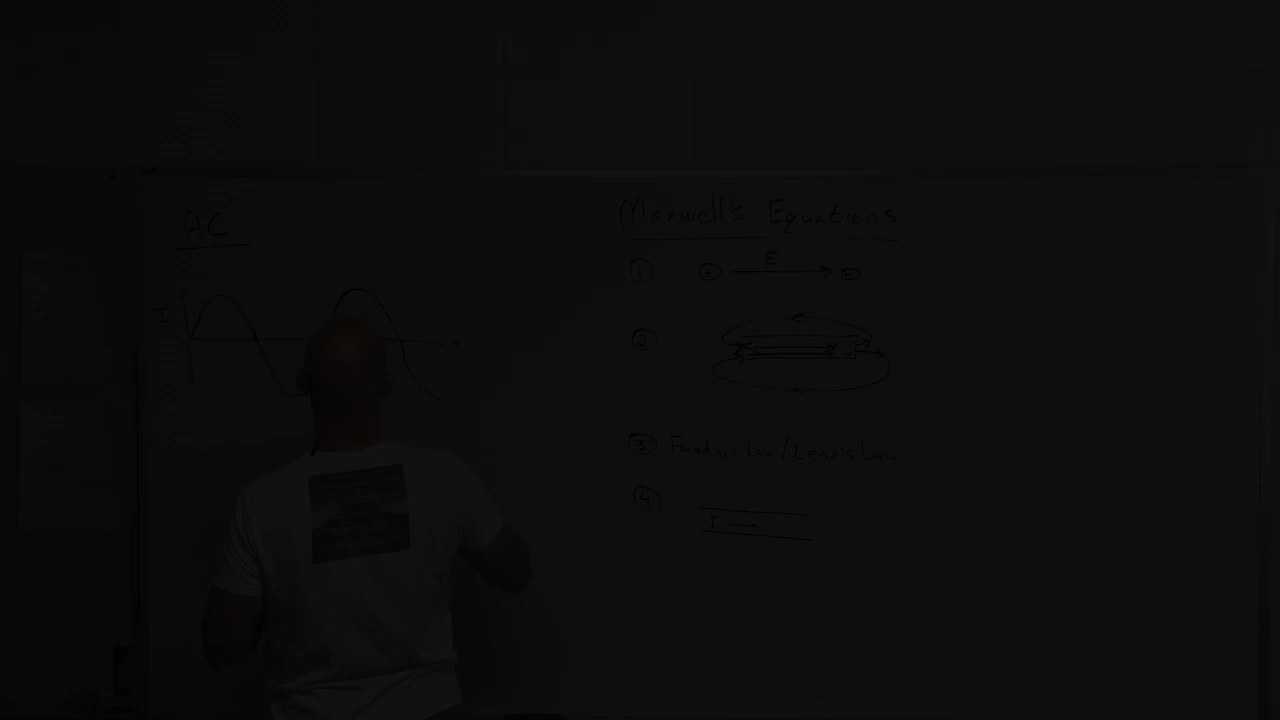 AC
I
t
Maxwell's Equations
① ⊕ E ⊖
②
③ Faraday's Law/Lenz's Law
④
I